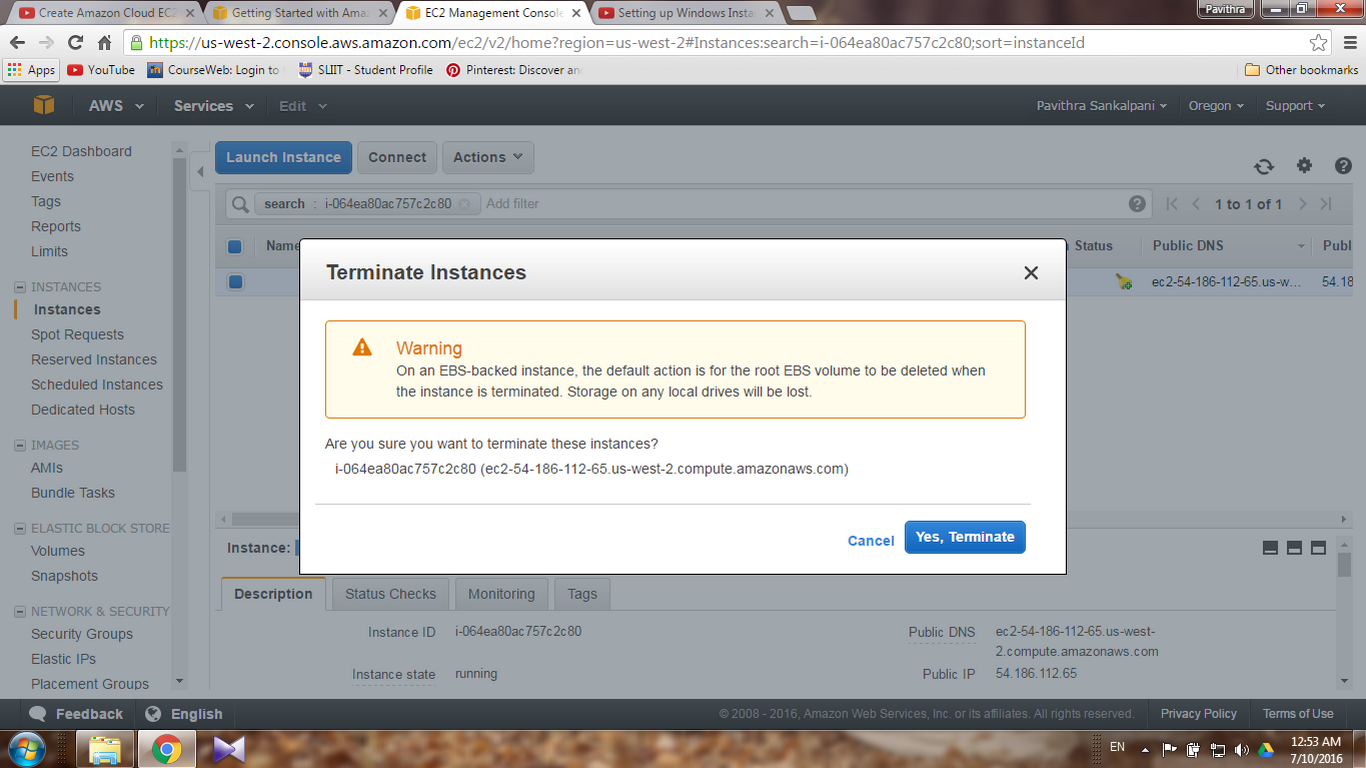 Create Amazon Cloud EC2
Getting Started with Amaz
EC2 Management Console
Setting up Windows Insta
Pavithra
https://us-west-2.console.aws.amazon.com/ec2/v2/home?region=us-west-2#Instances:search=i-064ea80ac757c2c80;sort=instanceId
Apps
YouTube
CourseWeb: Login to
SLIIT - Student Profile
Pinterest: Discover an
Other bookmarks
AWS
Services
Edit
Pavithra Sankalpani
Oregon
Support
EC2 Dashboard
Events
Tags
Reports
Limits
INSTANCES
Instances
Spot Requests
Reserved Instances
Scheduled Instances
Dedicated Hosts
IMAGES
AMIs
Bundle Tasks
ELASTIC BLOCK STORE
Volumes
Snapshots
NETWORK & SECURITY
Security Groups
Elastic IPs
Placement Groups
Launch Instance
Connect
Actions
search : i-064ea80ac757c2c80
Add filter
1 to 1 of 1
Name
Status
Public DNS
Publ
ec2-54-186-112-65.us-w...
54.18
Terminate Instances
Warning
On an EBS-backed instance, the default action is for the root EBS volume to be deleted when
the instance is terminated. Storage on any local drives will be lost.
Are you sure you want to terminate these instances?
i-064ea80ac757c2c80 (ec2-54-186-112-65.us-west-2.compute.amazonaws.com)
Cancel
Yes, Terminate
Instance:
Description
Status Checks
Monitoring
Tags
Instance ID
i-064ea80ac757c2c80
Public DNS
ec2-54-186-112-65.us-west-
2.compute.amazonaws.com
Instance state
running
Public IP
54.186.112.65
Feedback
English
© 2008 - 2016, Amazon Web Services, Inc. or its affiliates. All rights reserved.
Privacy Policy
Terms of Use
EN
12:53 AM
7/10/2016